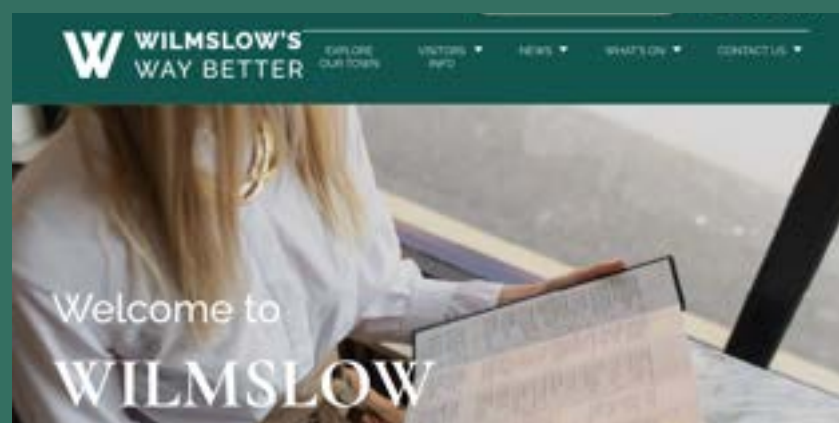 WILMSLOW'S
WAY BETTER
EXPLORE
OUR TOWN
VISITORS
INFO
NEWS
WHAT'S ON
CONTACT US
Welcome to
WILMSLOW